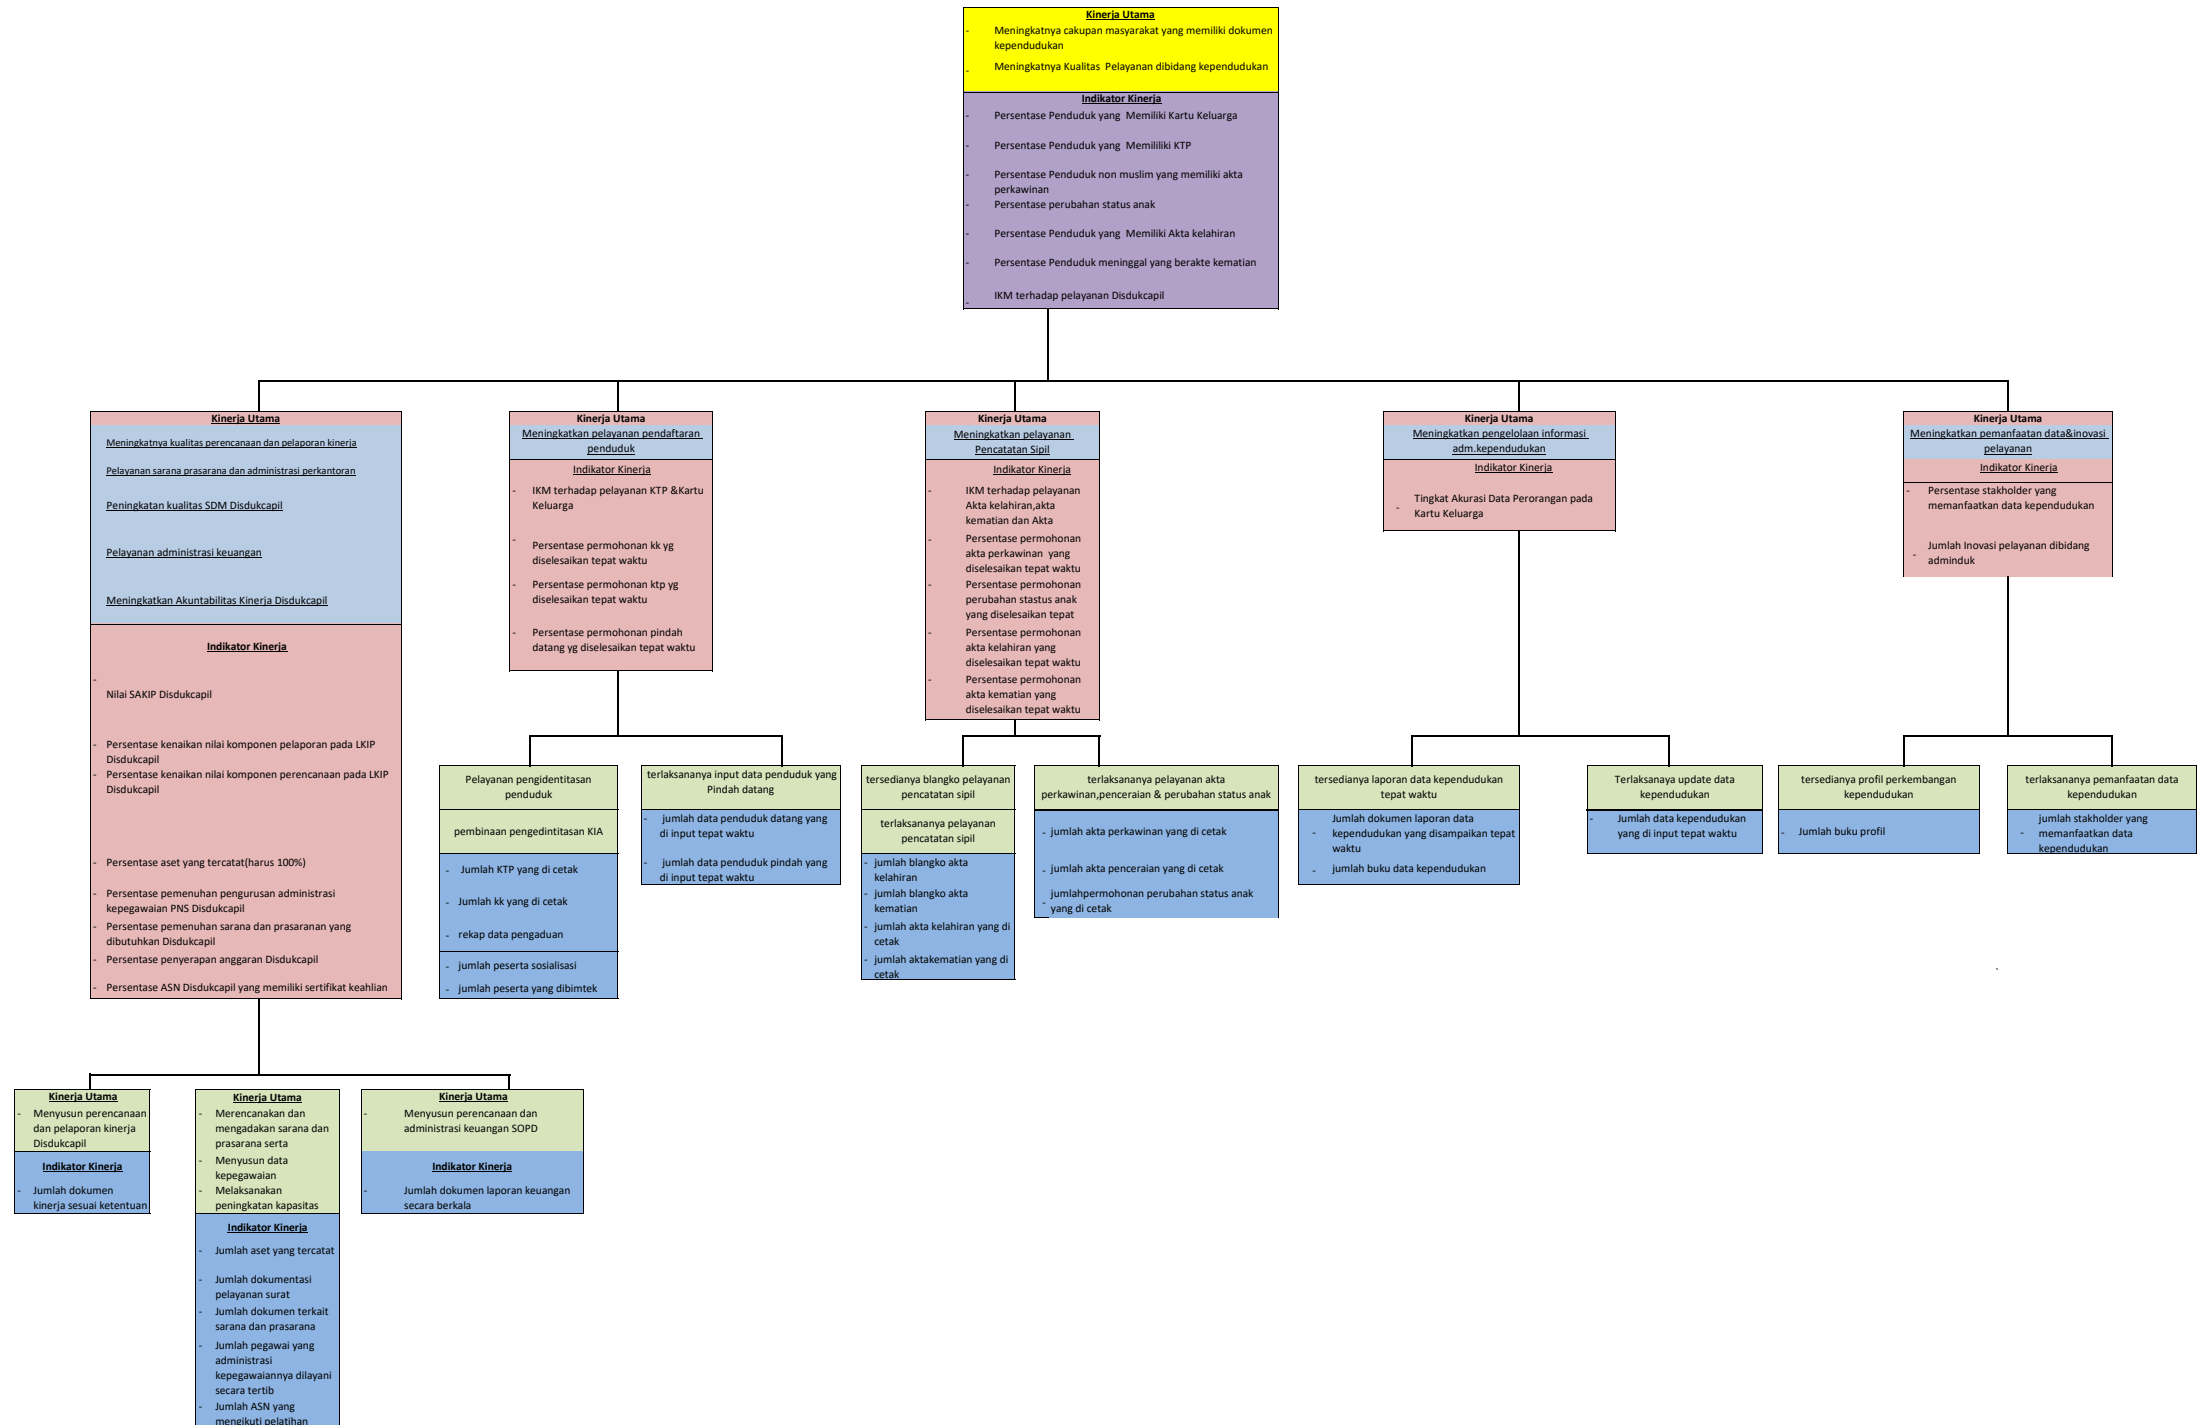 Kinerja Utama
- Meningkatnya cakupan masyarakat yang memiliki dokumen
kependudukan
- Meningkatnya Kualitas Pelayanan dibidang kependudukan
Indikator Kinerja
- Persentase Penduduk yang Memiliki Kartu Keluarga
- Persentase Penduduk yang Memililiki KTP
- Persentase Penduduk non muslim yang memiliki akta
perkawinan
- Persentase perubahan status anak
- Persentase Penduduk yang Memiliki Akta kelahiran
- Persentase Penduduk meninggal yang berakte kematian
- IKM terhadap pelayanan Disdukcapil
Kinerja Utama
Meningkatnya kualitas perencanaan dan pelaporan kinerja
Pelayanan sarana prasarana dan administrasi perkantoran
Peningkatan kualitas SDM Disdukcapil
Pelayanan administrasi keuangan
Meningkatkan Akuntabilitas Kinerja Disdukcapil
Indikator Kinerja
-
Nilai SAKIP Disdukcapil
- Persentase kenaikan nilai komponen pelaporan pada LKIP
Disdukcapil
- Persentase kenaikan nilai komponen perencanaan pada LKIP
Disdukcapil
- Persentase aset yang tercatat(harus 100%)
- Persentase pemenuhan pengurusan administrasi
kepegawaian PNS Disdukcapil
- Persentase pemenuhan sarana dan prasaranan yang
dibutuhkan Disdukcapil
- Persentase penyerapan anggaran Disdukcapil
- Persentase ASN Disdukcapil yang memiliki sertifikat keahlian
Kinerja Utama
Meningkatkan pelayanan pendaftaran
penduduk
Indikator Kinerja
- IKM terhadap pelayanan KTP &Kartu
Keluarga
- Persentase permohonan kk yg
diselesaikan tepat waktu
- Persentase permohonan ktp yg
diselesaikan tepat waktu
- Persentase permohonan pindah
datang yg diselesaikan tepat waktu
Kinerja Utama
Meningkatkan pelayanan
Pencatatan Sipil
Indikator Kinerja
- IKM terhadap pelayanan
Akta kelahiran,akta
kematian dan Akta
- Persentase permohonan
akta perkawinan yang
diselesaikan tepat waktu
- Persentase permohonan
perubahan stastus anak
yang diselesaikan tepat
- Persentase permohonan
akta kelahiran yang
diselesaikan tepat waktu
- Persentase permohonan
akta kematian yang
diselesaikan tepat waktu
Kinerja Utama
Meningkatkan pengelolaan informasi
adm.kependudukan
Indikator Kinerja
- Tingkat Akurasi Data Perorangan pada
Kartu Keluarga
Kinerja Utama
Meningkatkan pemanfaatan data&inovasi
pelayanan
Indikator Kinerja
- Persentase stakholder yang
memanfaatkan data kependudukan
- Jumlah Inovasi pelayanan dibidang
adminduk
Pelayanan pengidentitasan
penduduk
pembinaan pengedintitasan KIA
- Jumlah KTP yang di cetak
- Jumlah kk yang di cetak
- rekap data pengaduan
- jumlah peserta sosialisasi
- jumlah peserta yang dibimtek
terlaksananya input data penduduk yang
Pindah datang
- jumlah data penduduk datang yang
di input tepat waktu
- jumlah data penduduk pindah yang
di input tepat waktu
tersedianya blangko pelayanan
pencatatan sipil
terlaksananya pelayanan
pencatatan sipil
- jumlah blangko akta
kelahiran
- jumlah blangko akta
kematian
- jumlah akta kelahiran yang di
cetak
- jumlah aktakematian yang di
cetak
terlaksananya pelayanan akta
perkawinan,penceraian & perubahan status anak
- jumlah akta perkawinan yang di cetak
- jumlah akta penceraian yang di cetak
- jumlahpermohonan perubahan status anak
yang di cetak
tersedianya laporan data kependudukan
tepat waktu
Jumlah dokumen laporan data
- kependudukan yang disampaikan tepat
waktu
- jumlah buku data kependudukan
Terlaksanaya update data
kependudukan
- Jumlah data kependudukan
yang di input tepat waktu
tersedianya profil perkembangan
kependudukan
- Jumlah buku profil
terlaksananya pemanfaatan data
kependudukan
jumlah stakholder yang
- memanfaatkan data
kependudukan
`
Kinerja Utama
- Menyusun perencanaan
dan pelaporan kinerja
Disdukcapil
Indikator Kinerja
- Jumlah dokumen
kinerja sesuai ketentuan
Kinerja Utama
- Merencanakan dan
mengadakan sarana dan
prasarana serta
- Menyusun data
kepegawaian
- Melaksanakan
peningkatan kapasitas
Indikator Kinerja
- Jumlah aset yang tercatat
- Jumlah dokumentasi
pelayanan surat
- Jumlah dokumen terkait
sarana dan prasarana
- Jumlah pegawai yang
administrasi
kepegawaiannya dilayani
secara tertib
- Jumlah ASN yang
mengikuti pelatihan
Kinerja Utama
- Menyusun perencanaan dan
administrasi keuangan SOPD
Indikator Kinerja
- Jumlah dokumen laporan keuangan
secara berkala